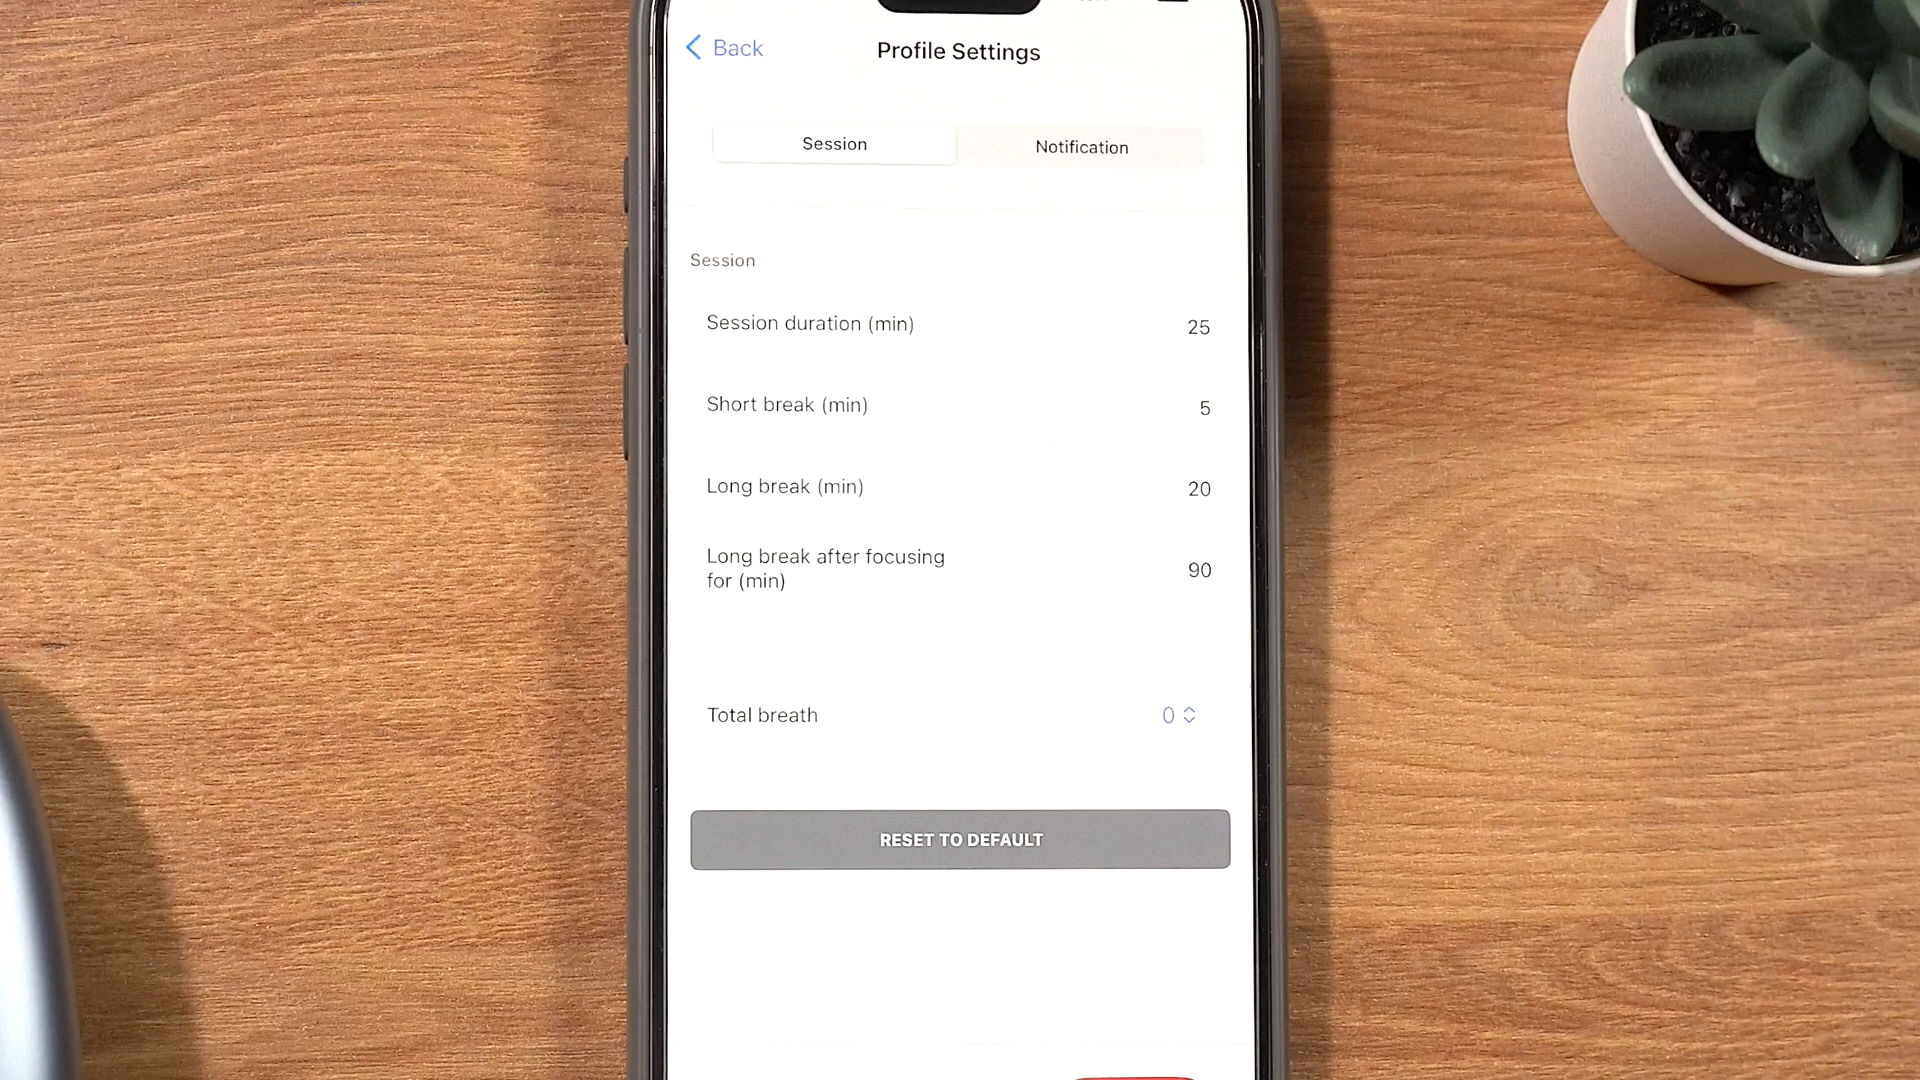 Back
Profile Settings
Session
Notification
Session
Session duration (min)
25
Short break (min)
5
Long break (min)
20
Long break after focusing
for (min)
90
Total breath
0
RESET TO DEFAULT